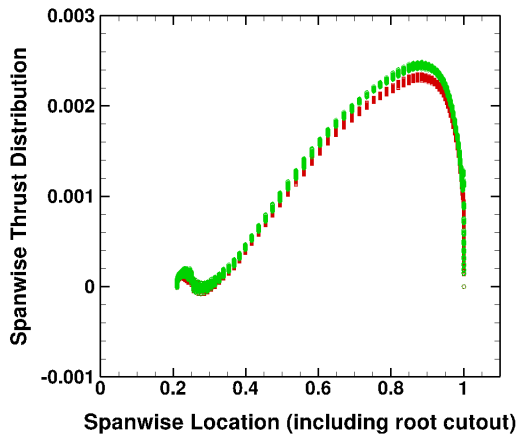 0.003
0.002
0.001
0
-0.001
Spanwise Thrust Distribution
0 0.2 0.4 0.6 0.8 1
Spanwise Location (including root cutout)